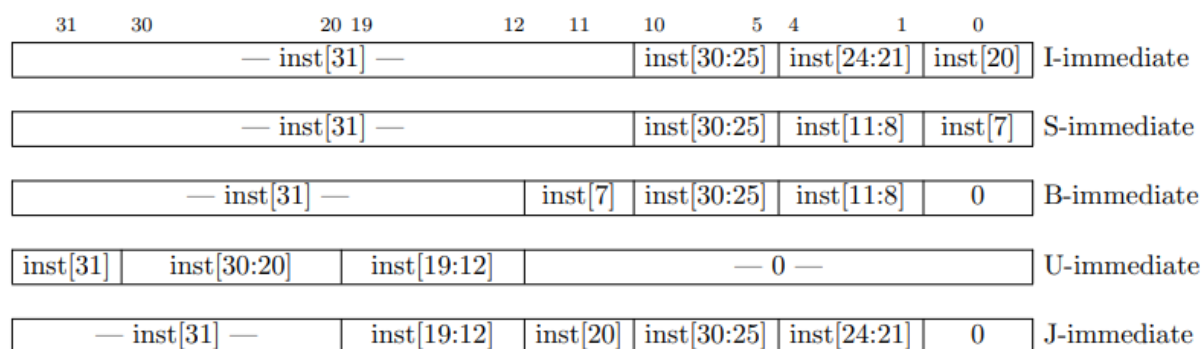 31 30 20 19 12 11 10 5 4 1 0
— inst[31] — inst[30:25] inst[24:21] inst[20] I-immediate
— inst[31] — inst[30:25] inst[11:8] inst[7] S-immediate
— inst[31] — inst[7] inst[30:25] inst[11:8] 0 B-immediate
inst[31] inst[30:20] inst[19:12] — 0 — U-immediate
— inst[31] — inst[19:12] inst[20] inst[30:25] inst[24:21] 0 J-immediate